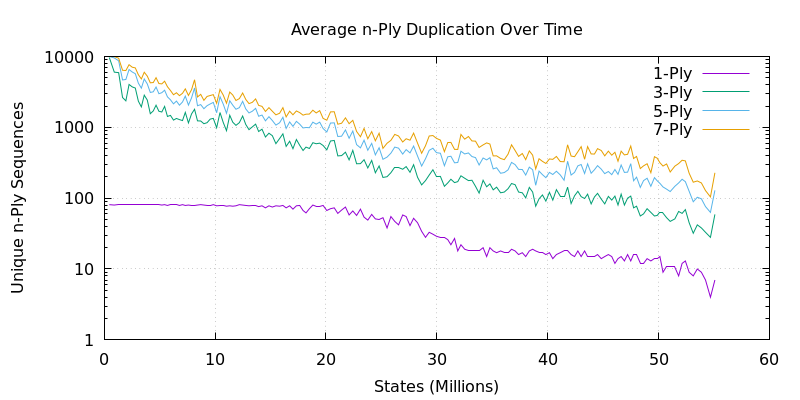 Average n-Ply Duplication Over Time
Unique n-Ply Sequences
10000
1000
100
10
1
1-Ply
3-Ply
5-Ply
7-Ply
0 10 20 30 40 50 60
States (Millions)